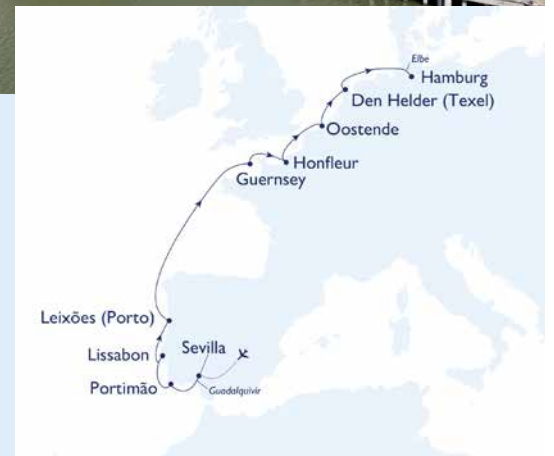 Elbe
Hamburg
Den Helder (Texel)
Oostende
Honfleur
Guernsey
Leixões (Porto)
Lissabon
Sevilla
Portimão
Guadalquivir